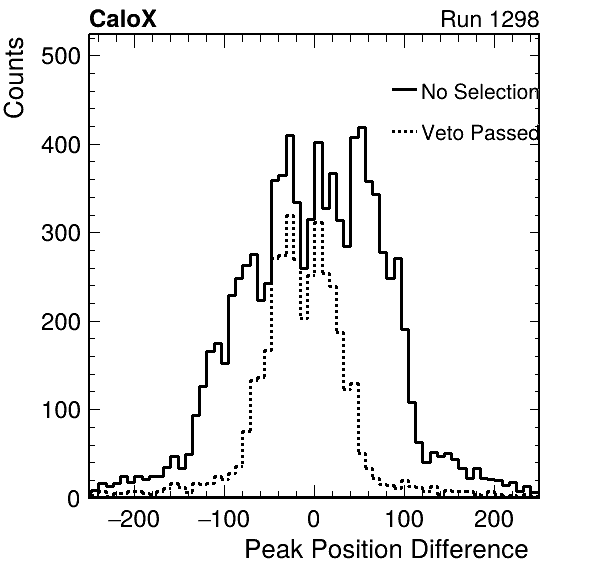 CaloX Run 1298
Counts
500
400
300
200
100
0
No Selection
Veto Passed
−200 −100 0 100 200
Peak Position Difference